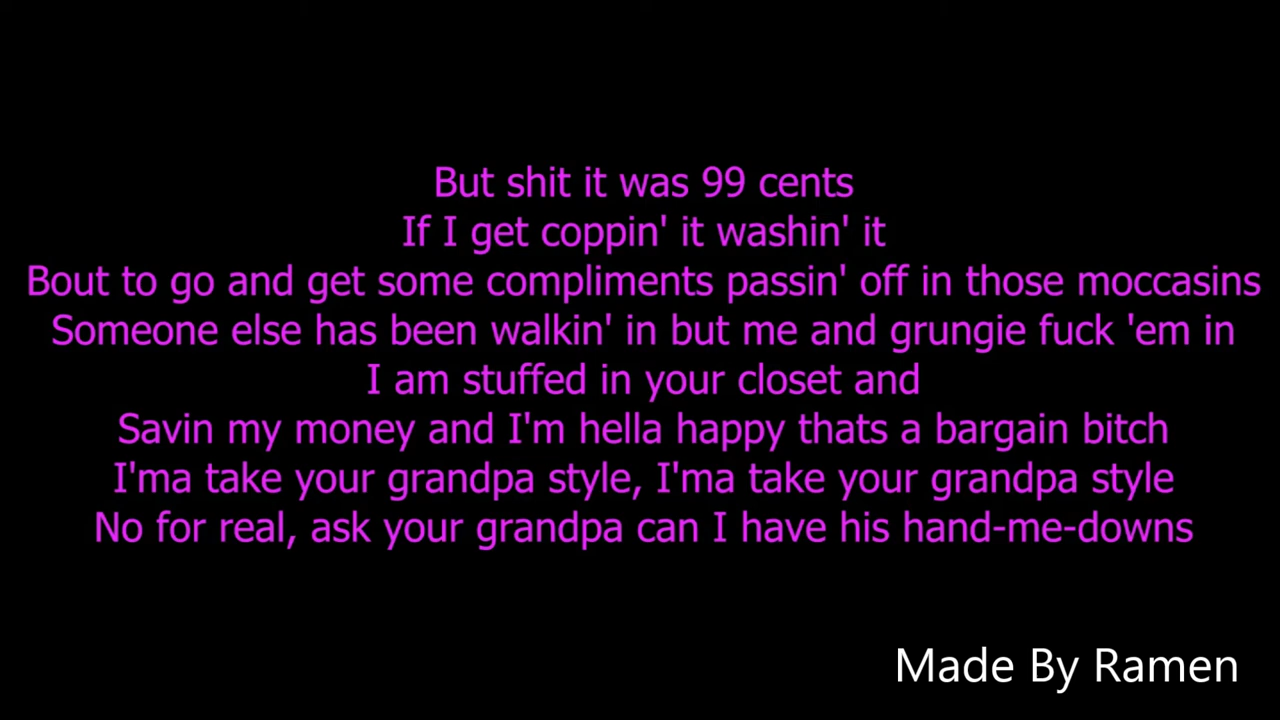 But shit it was 99 cents
If I get coppin' it washin' it
Bout to go and get some compliments passin' off in those moccasins
Someone else has been walkin' in but me and grungie fuck 'em in
I am stuffed in your closet and
Savin my money and I'm hella happy thats a bargain bitch
I'ma take your grandpa style, I'ma take your grandpa style
No for real, ask your grandpa can I have his hand-me-downs
Made By Ramen